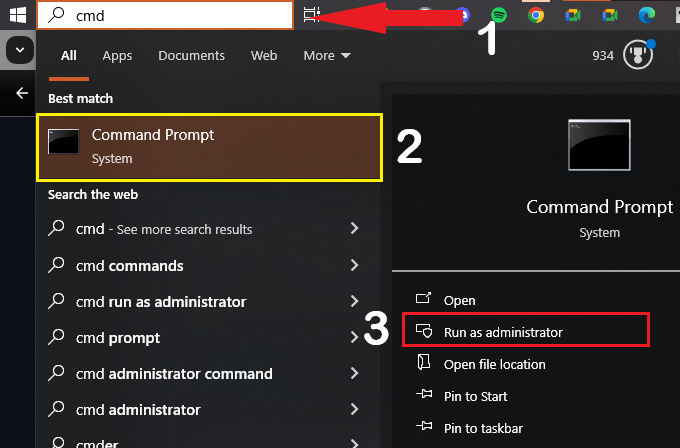 cmd
1
All Apps Documents Web More 934
Best match
Command Prompt
System
2
Search the web
cmd - See more search results
cmd commands
cmd run as administrator
cmd prompt
cmd administrator command
cmd administrator
cmder
Command Prompt
System
Open
3
Run as administrator
Open file location
Pin to Start
Pin to taskbar